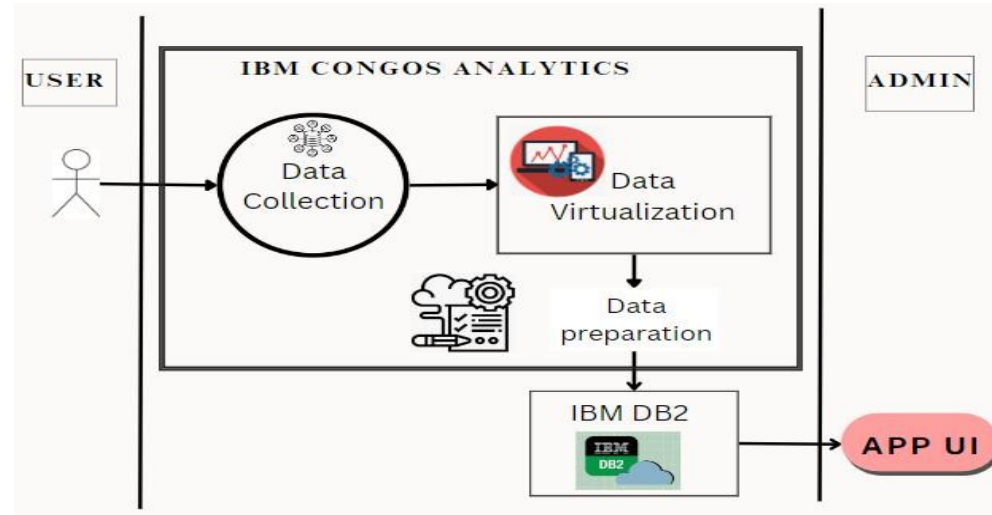 USER
IBM CONGOS ANALYTICS
ADMIN
Data
Collection
Data
Virtualization
Data
preparation
IBM DB2
IBM
DB2
APP UI